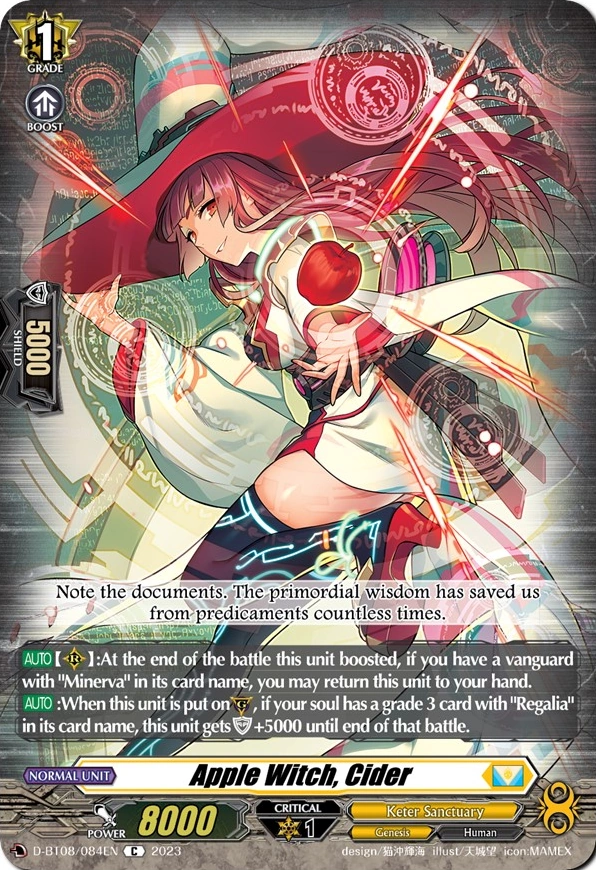 1
GRADE
BOOST
5000
SHIELD
Note the documents. The primordial wisdom has saved us
from predicaments countless times.
AUTO【R】:At the end of the battle this unit boosted, if you have a vanguard
with "Minerva" in its card name, you may return this unit to your hand.
AUTO :When this unit is put on G, if your soul has a grade 3 card with "Regalia"
in its card name, this unit gets +5000 until end of that battle.
NORMAL UNIT
Apple Witch, Cider
POWER 8000
CRITICAL
1
Keter Sanctuary
Genesis Human
D-BT08/084EN C 2023
design/猫沖輝海 illust/天城望 icon:MAMEX